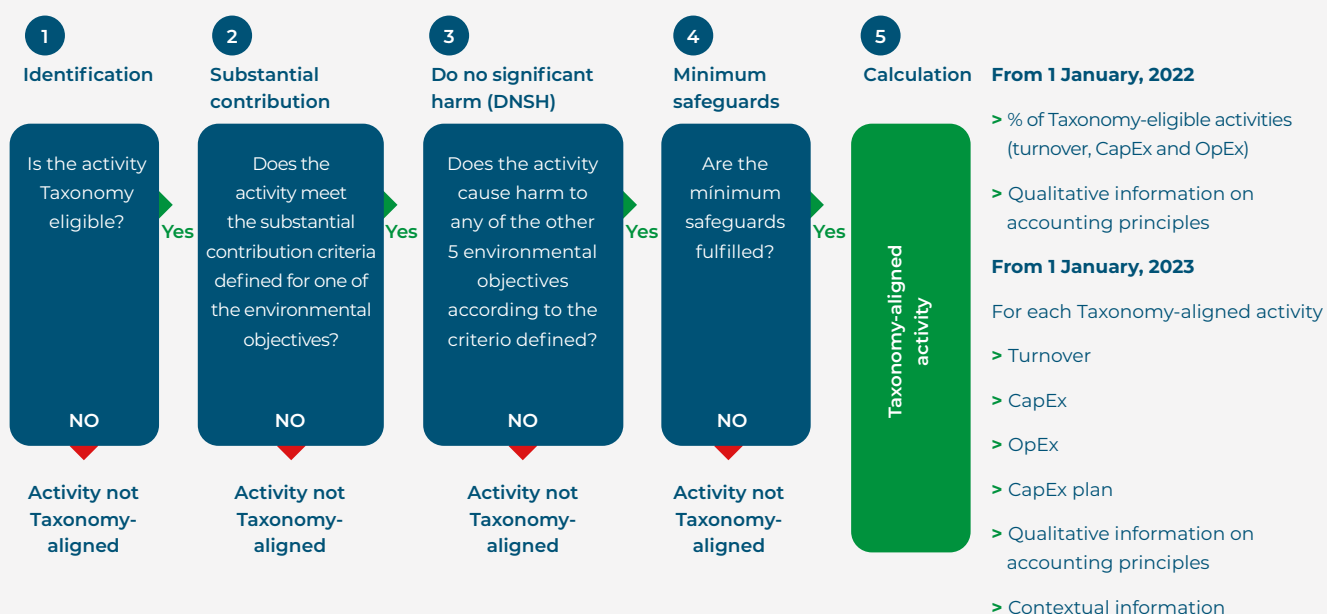 1
Identification
Is the activity
Taxonomy
eligible?
Yes
NO
Activity not
Taxonomy-
aligned
2
Substantial
contribution
Does the
activity meet
the substantial
contribution criteria
defined for one of
the environmental
objectives?
Yes
NO
Activity not
Taxonomy-
aligned
3
Do no significant
harm (DNSH)
Does the activity
cause harm to
any of the other
5 environmental
objectives
according to the
criterio defined?
Yes
NO
Activity not
Taxonomy-
aligned
4
Minimum
safeguards
Are the
mínimum
safeguards
fulfilled?
Yes
NO
Activity not
Taxonomy-
aligned
5
Calculation
Taxonomy-aligned
activity
From 1 January, 2022
> % of Taxonomy-eligible activities
(turnover, CapEx and OpEx)
> Qualitative information on
accounting principles
From 1 January, 2023
For each Taxonomy-aligned activity
> Turnover
> CapEx
> OpEx
> CapEx plan
> Qualitative information on
accounting principles
> Contextual information